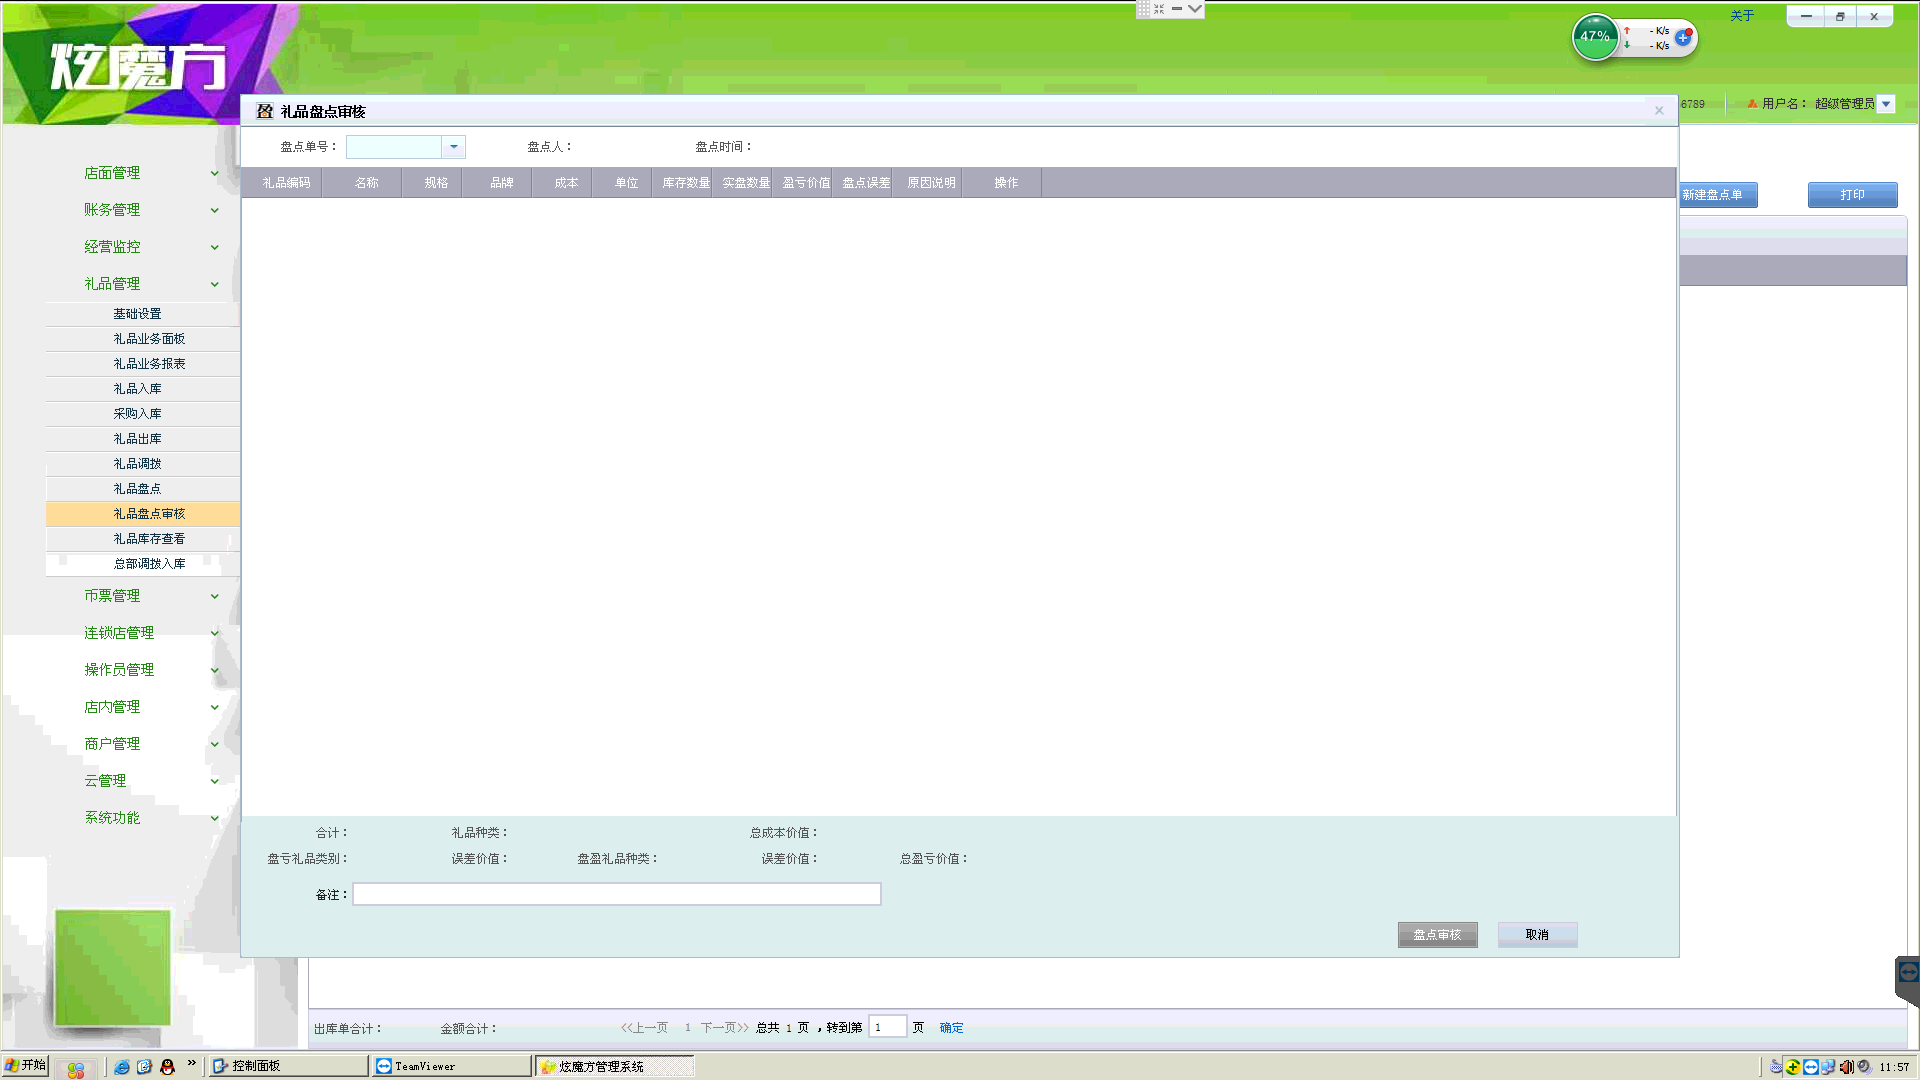 炫魔方
关于
47%
- K/s
- K/s
6789
用户名： 超级管理员
礼品盘点审核
盘点单号：
盘点人：
盘点时间：
礼品编码 名称 规格 品牌 成本 单位 库存数量 实盘数量 盈亏价值 盘点误差 原因说明 操作
新建盘点单
打印
店面管理
账务管理
经营监控
礼品管理
基础设置
礼品业务面板
礼品业务报表
礼品入库
采购入库
礼品出库
礼品调拨
礼品盘点
礼品盘点审核
礼品库存查看
总部调拨入库
币票管理
连锁店管理
操作员管理
店内管理
商户管理
云管理
系统功能
合计： 礼品种类： 总成本价值：
盘亏礼品类别： 误差价值： 盘盈礼品种类： 误差价值： 总盈亏价值：
备注：
盘点审核
取消
出库单合计： 金额合计： <<上一页 1 下一页>> 总共 1 页 ，转到第 1 页 确定
开始 控制面板 TeamViewer 炫魔方管理系统 11:57